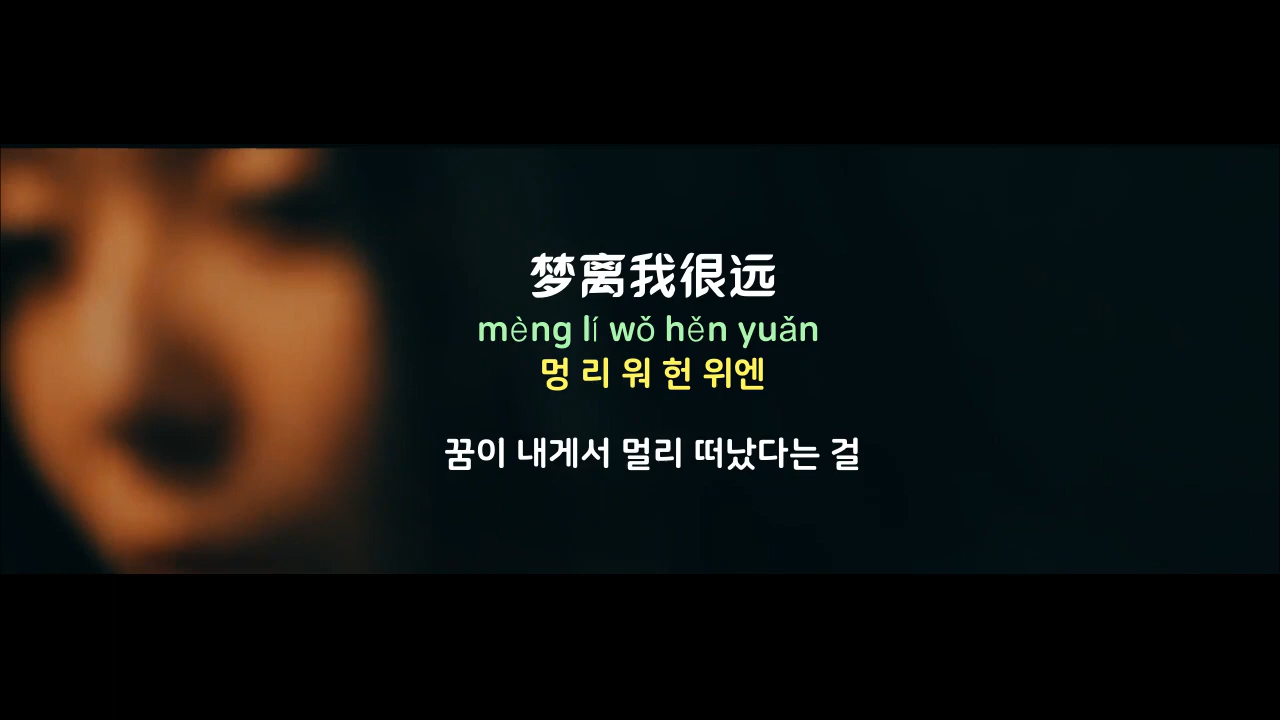 梦离我很远
mèng lí wǒ hěn yuǎn
멍 리 워 헌 위엔
꿈이 내게서 멀리 떠났다는 걸